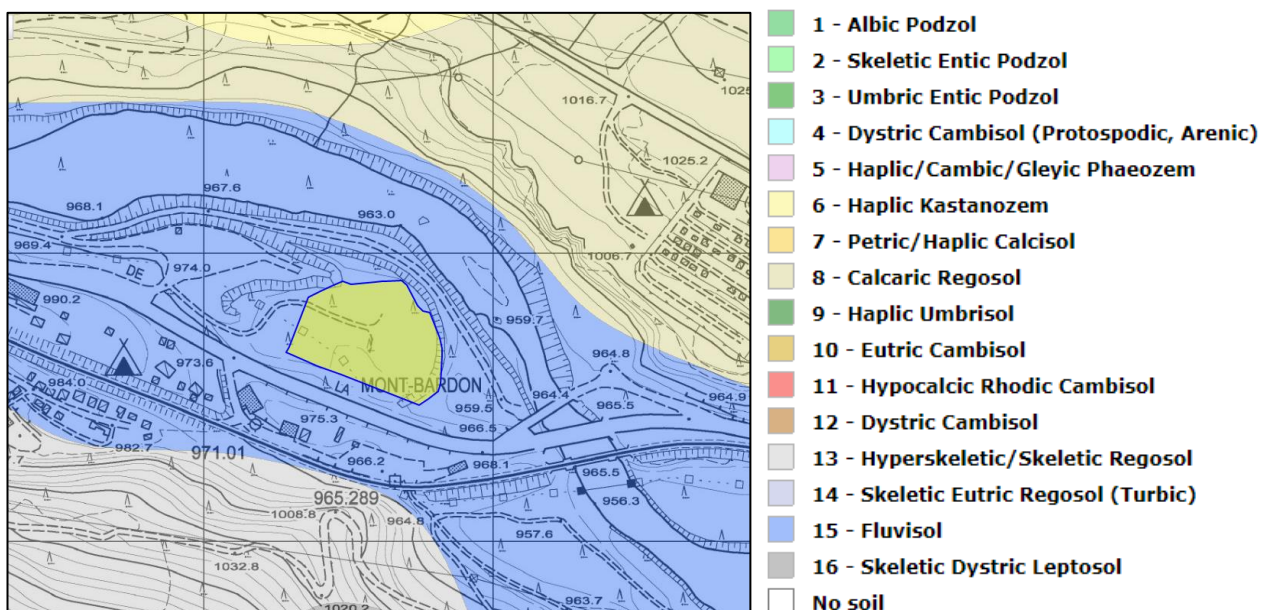 1016.7
1025.2
967.6
968.1
963.0
969.4
DE
974.0
1006.7
990.2
959.7
973.6
964.8
LA MONT-BARDON
984.0
964.4
965.5
964.9
975.3
959.5
966.5
982.7
971.01
966.2
968.1
965.5
965.289
956.3
1008.8
964.8
957.6
1032.8
963.7
1020.2
1 - Albic Podzol
2 - Skeletic Entic Podzol
3 - Umbric Entic Podzol
4 - Dystric Cambisol (Protospodic, Arenic)
5 - Haplic/Cambic/Gleyic Phaeozem
6 - Haplic Kastanozem
7 - Petric/Haplic Calcisol
8 - Calcaric Regosol
9 - Haplic Umbrisol
10 - Eutric Cambisol
11 - Hypocalcic Rhodic Cambisol
12 - Dystric Cambisol
13 - Hyperskeletic/Skeletic Regosol
14 - Skeletic Eutric Regosol (Turbic)
15 - Fluvisol
16 - Skeletic Dystric Leptosol
No soil